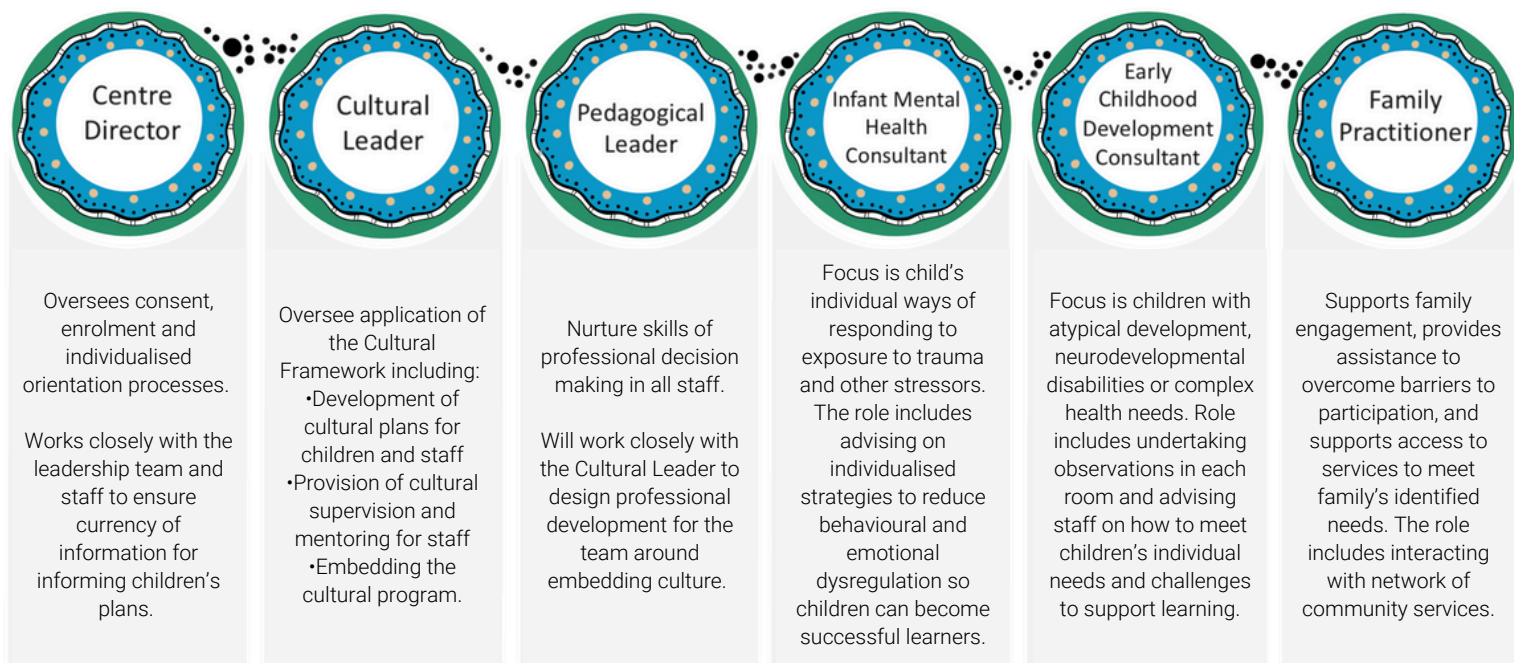 Centre
Director
Oversees consent,
enrolment and
individualised
orientation processes.
Works closely with the
leadership team and
staff to ensure
currency of
information for
informing children's
plans.
Cultural
Leader
Oversee application of
the Cultural
Framework including:
•Development of
cultural plans for
children and staff
•Provision of cultural
supervision and
mentoring for staff
•Embedding the
cultural program.
Pedagogical
Leader
Nurture skills of
professional decision
making in all staff.
Will work closely with
the Cultural Leader to
design professional
development for the
team around
embedding culture.
Infant Mental
Health
Consultant
Focus is child's
individual ways of
responding to
exposure to trauma
and other stressors.
The role includes
advising on
individualised
strategies to reduce
behavioural and
emotional
dysregulation so
children can become
successful learners.
Early
Childhood
Development
Consultant
Focus is children with
atypical development,
neurodevelopmental
disabilities or complex
health needs. Role
includes undertaking
observations in each
room and advising
staff on how to meet
children's individual
needs and challenges
to support learning.
Family
Practitioner
Supports family
engagement, provides
assistance to
overcome barriers to
participation, and
supports access to
services to meet
family's identified
needs. The role
includes interacting
with network of
community services.